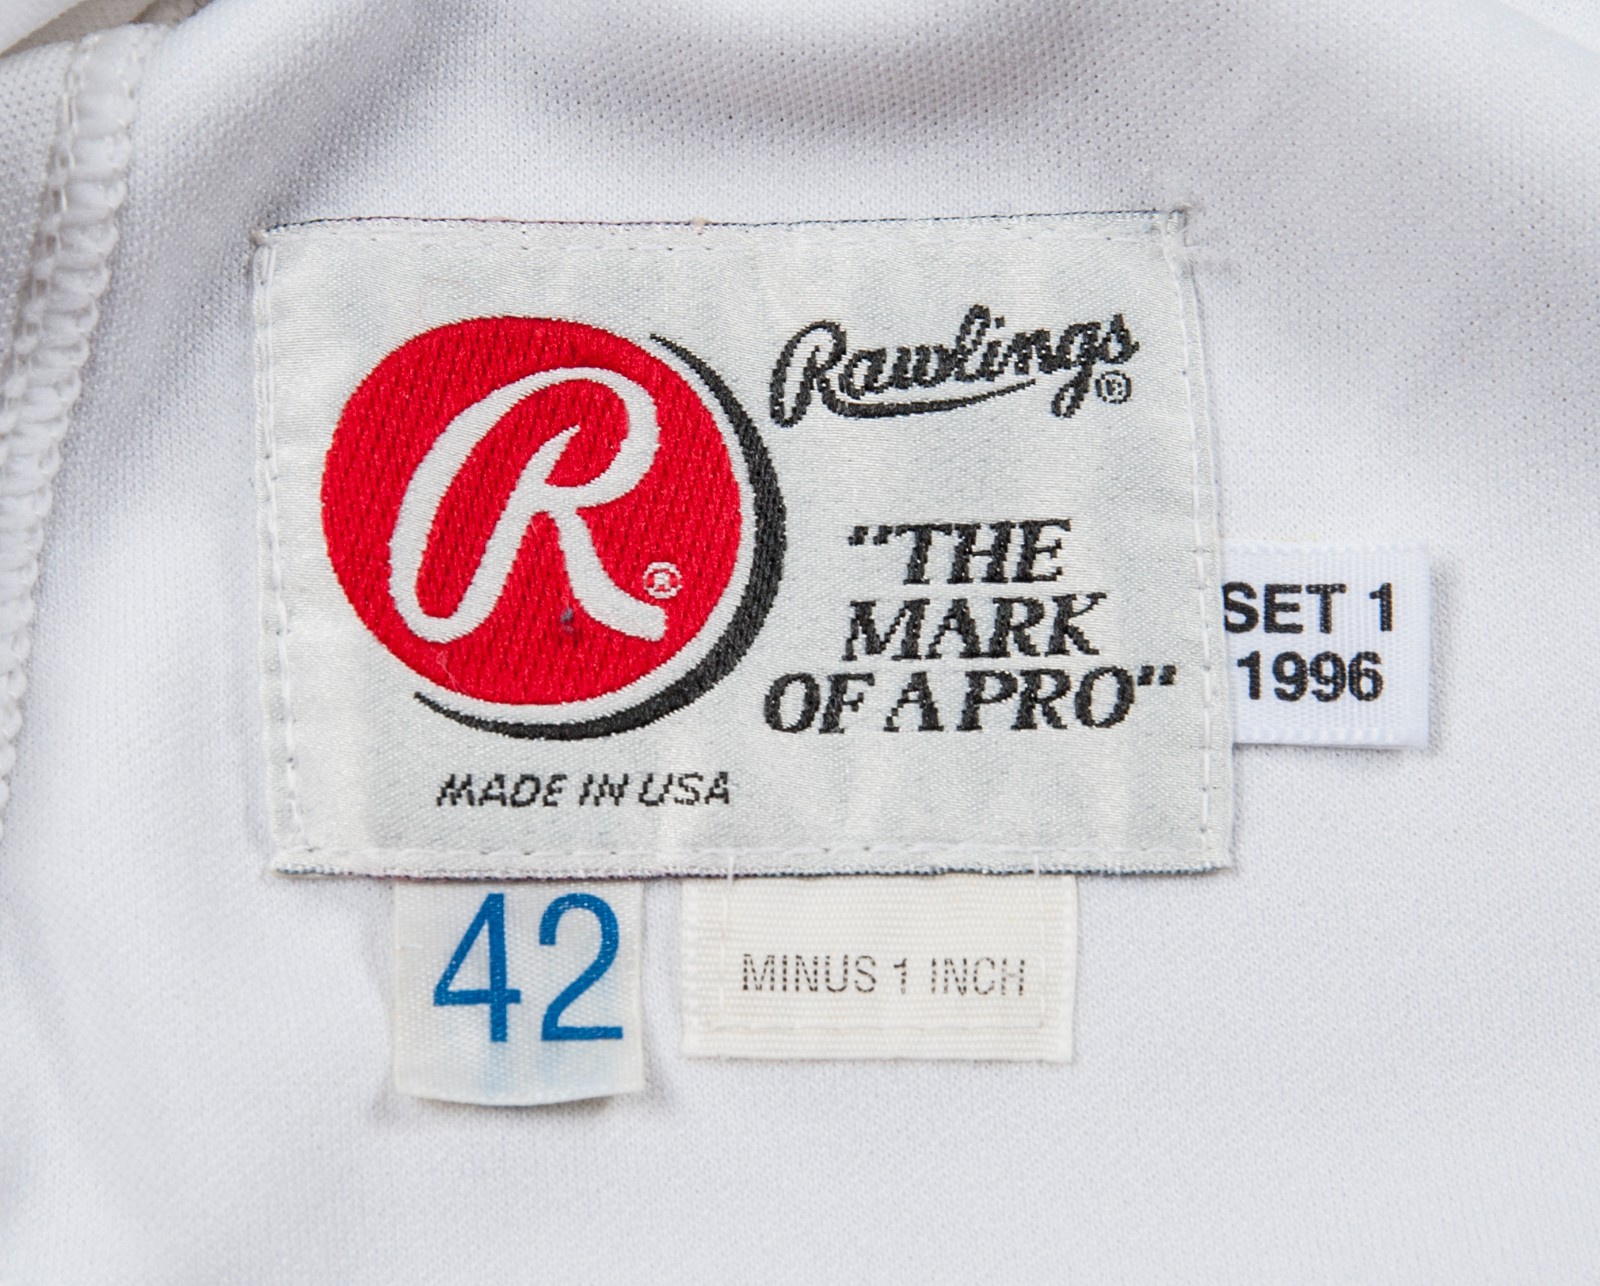 R®
Rawlings®
"THE
MARK
OF A PRO"
MADE IN USA
SET 1
1996
42
MINUS 1 INCH